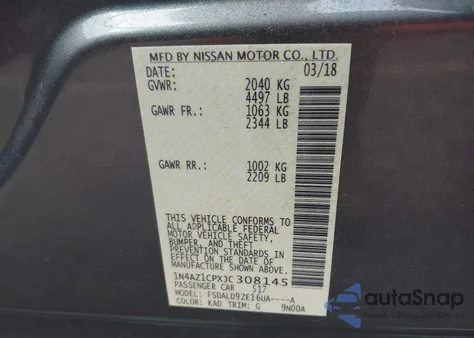 MFD BY NISSAN MOTOR CO., LTD.
DATE: 03/18
GVWR: 2040 KG
4497 LB
GAWR FR.: 1063 KG
2344 LB
GAWR RR.: 1002 KG
2209 LB
THIS VEHICLE CONFORMS TO
ALL APPLICABLE FEDERAL
MOTOR VEHICLE SAFETY,
BUMPER, AND THEFT
PREVENTION STANDARDS IN
EFFECT ON THE DATE OF
MANUFACTURE SHOWN ABOVE.
1N4AZ1CPXJC308145
PASSENGER CAR S17
MODEL: FSDALD9ZE16UA----A
COLOR: KAD TRIM: G 9N00A
autoSnap